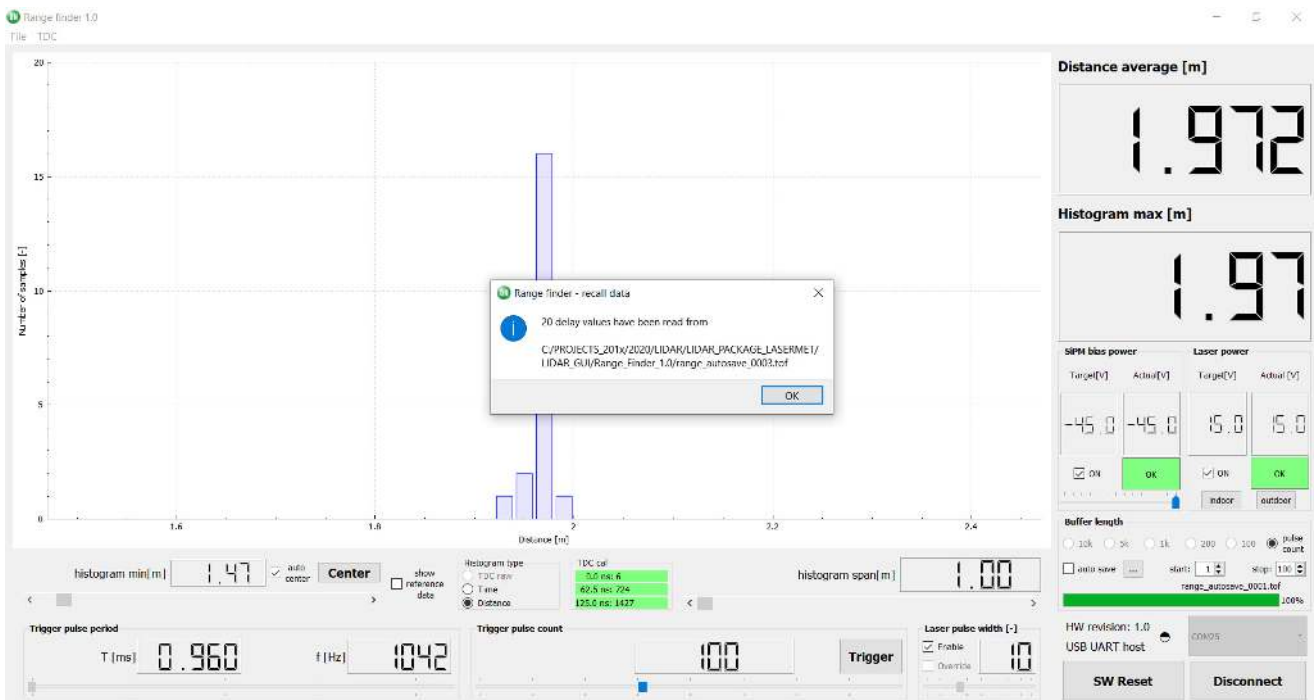 Range finder 1.0
File TDC
20
15
10
5
0
Number of samples [-]
1.6
1.8
2
2.2
2.4
Distance [m]
Range finder - recall data
20 delay values have been read from
C:/PROJECTS_201x/2020/LIDAR/LIDAR_PACKAGE_LASERMET/
LIDAR_GUI/Range_Finder_1.0/range_autosave_0003.tof
OK
Distance average [m]
1.972
Histogram max [m]
1.97
SiPM bias power
Laser power
Target[V] Actual[V] Target[V] Actual [V]
-45.0 -45.0 15.0 15.0
ON OK ON OK
indoor outdoor
Buffer length
10k 5k 1k 200 100 pulse count
auto save ... start: 1 stop: 100
range_autosave_0001.tof
100%
histogram min[m] 1.47 auto center Center
show reference data
Histogram type
TDC raw
Time
Distance
TDC cal
0.0 ns: 6
62.5 ns: 724
125.0 ns: 1427
histogram span[m] 1.00
Trigger pulse period
T [ms] 0.960 f [Hz] 1042
Trigger pulse count
100 Trigger
Laser pulse width [-]
Enable
Override
10
HW revision: 1.0
USB UART host
COM25
SW Reset Disconnect